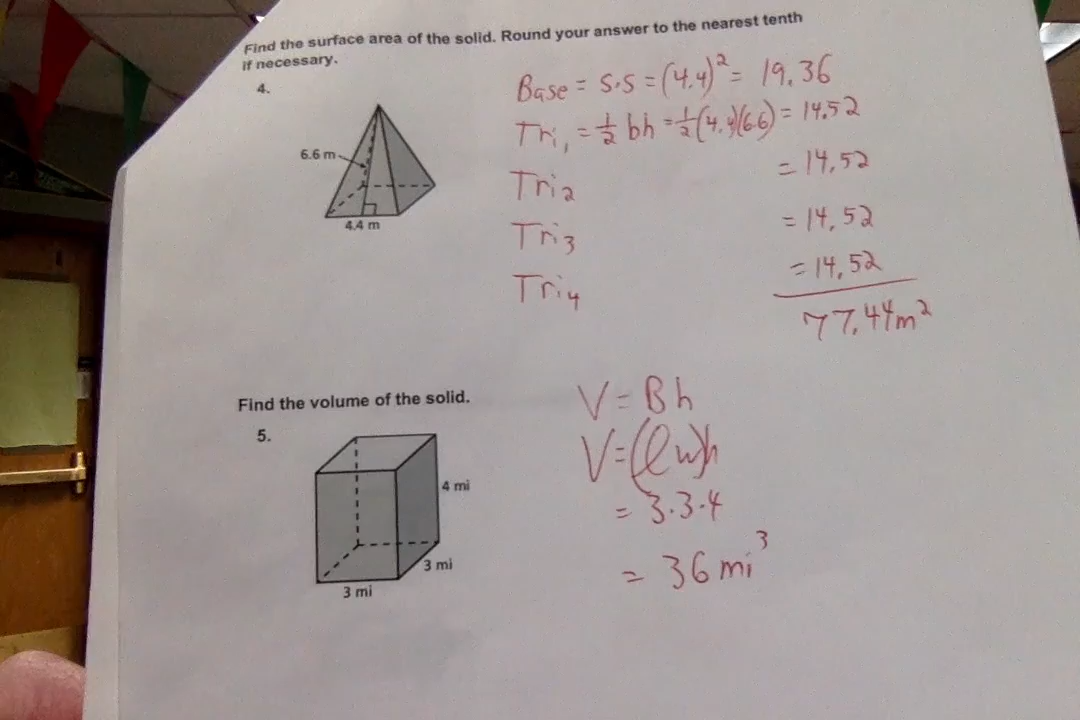 Find the surface area of the solid. Round your answer to the nearest tenth
if necessary.
4.
6.6 m
4.4 m
Base = s·s = (4.4)² = 19.36
Tri₁ = 1/2 bh = 1/2(4.4)(6.6) = 14.52
Tri₂ = 14.52
Tri₃ = 14.52
Tri₄ = 14.52
77.44m²
Find the volume of the solid.
5.
4 mi
3 mi
3 mi
V = Bh
V = (lw)h
= 3·3·4
= 36 mi³